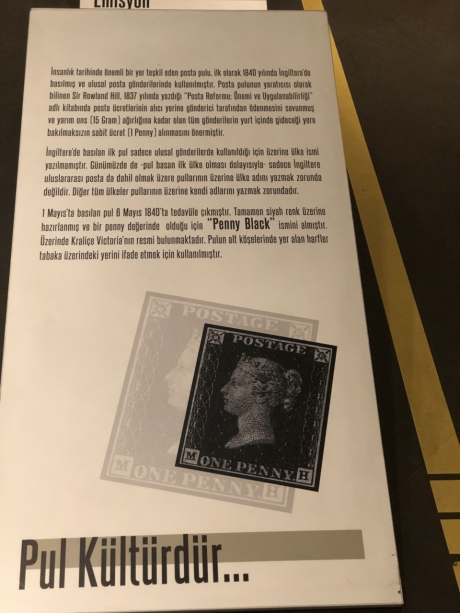 Emisyon
İnsanlık tarihinde önemli bir yer teşkil eden posta pulu, ilk olarak 1840 yılında İngiltere'de
basılmış ve ulusal posta gönderilerinde kullanılmıştır. Posta pulunun yaratıcısı olarak
bilinen Sir Rowland Hill, 1837 yılında yazdığı "Posta Reformu: Önemi ve Uygulanabilirliği"
adlı kitabında posta ücretlerinin alıcı yerine gönderici tarafından ödenmesini savunmuş
ve yarım ons (15 Gram) ağırlığına kadar olan tüm gönderilerin yurt içinde gideceği yere
bakılmaksızın sabit ücret (1 Penny) alınmasını önermiştir.
İngiltere'de basılan ilk pul sadece ulusal gönderilerde kullanıldığı için üzerine ülke ismi
yazılmamıştır. Günümüzde de -pul basan ilk ülke olması dolayısıyla- sadece İngiltere
uluslararası posta da dahil olmak üzere pullarının üzerine ülke adını yazmak zorunda
değildir. Diğer tüm ülkeler pullarının üzerine kendi adlarını yazmak zorundadır.
1 Mayıs'ta basılan pul 6 Mayıs 1840'ta tedavüle çıkmıştır. Tamamen siyah renk üzerine
hazırlanmış ve bir penny değerinde olduğu için "Penny Black" ismini almıştır.
Üzerinde Kraliçe Victoria'nın resmi bulunmaktadır. Pulun alt köşelerinde yer alan harfler
tabaka üzerindeki yerini ifade etmek için kullanılmıştır.
POSTAGE
POSTAGE
M ONE PENNY H
M ONE PENNY
Pul Kültürdür...